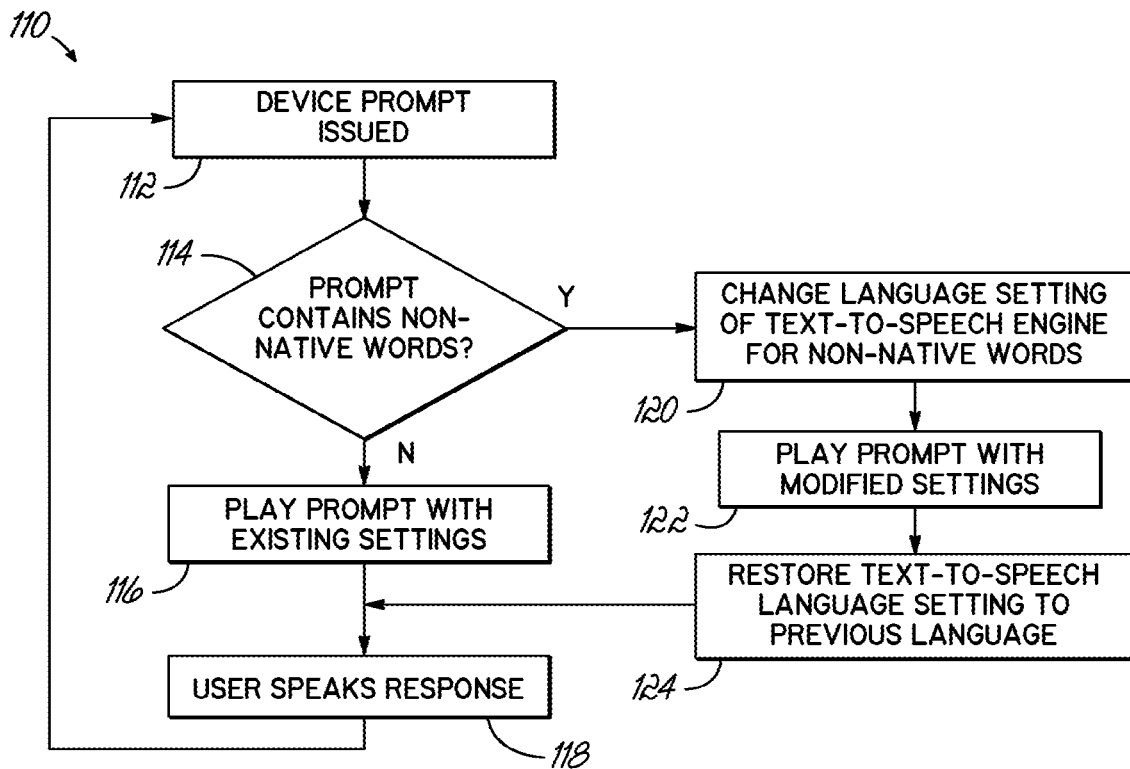 110
DEVICE PROMPT
ISSUED
112
114
PROMPT
CONTAINS NON-
NATIVE WORDS?
Y
N
PLAY PROMPT WITH
EXISTING SETTINGS
116
USER SPEAKS RESPONSE
118
CHANGE LANGUAGE SETTING
OF TEXT-TO-SPEECH ENGINE
FOR NON-NATIVE WORDS
120
PLAY PROMPT WITH
MODIFIED SETTINGS
122
RESTORE TEXT-TO-SPEECH
LANGUAGE SETTING TO
PREVIOUS LANGUAGE
124